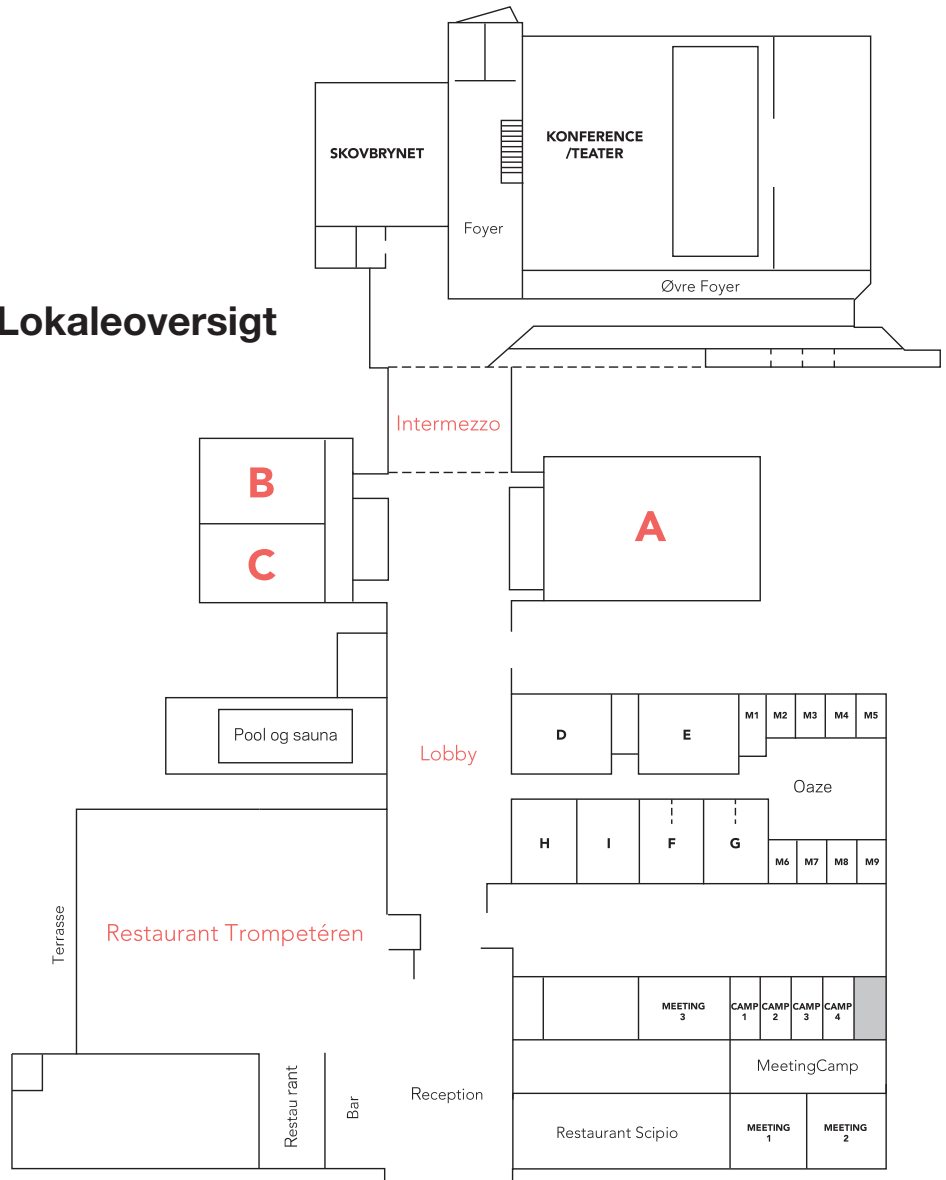 SKOVBRYNET
KONFERENCE
/TEATER
Foyer
Øvre Foyer
Lokaleoversigt
Intermezzo
B
A
C
M1
M2
M3
M4
M5
D
E
Pool og sauna
Lobby
Oaze
H
I
F
G
M6
M7
M8
M9
Terrasse
Restaurant Trompetéren
MEETING
3
CAMP
1
CAMP
2
CAMP
3
CAMP
4
MeetingCamp
Restau rant
Bar
Reception
Restaurant Scipio
MEETING
1
MEETING
2